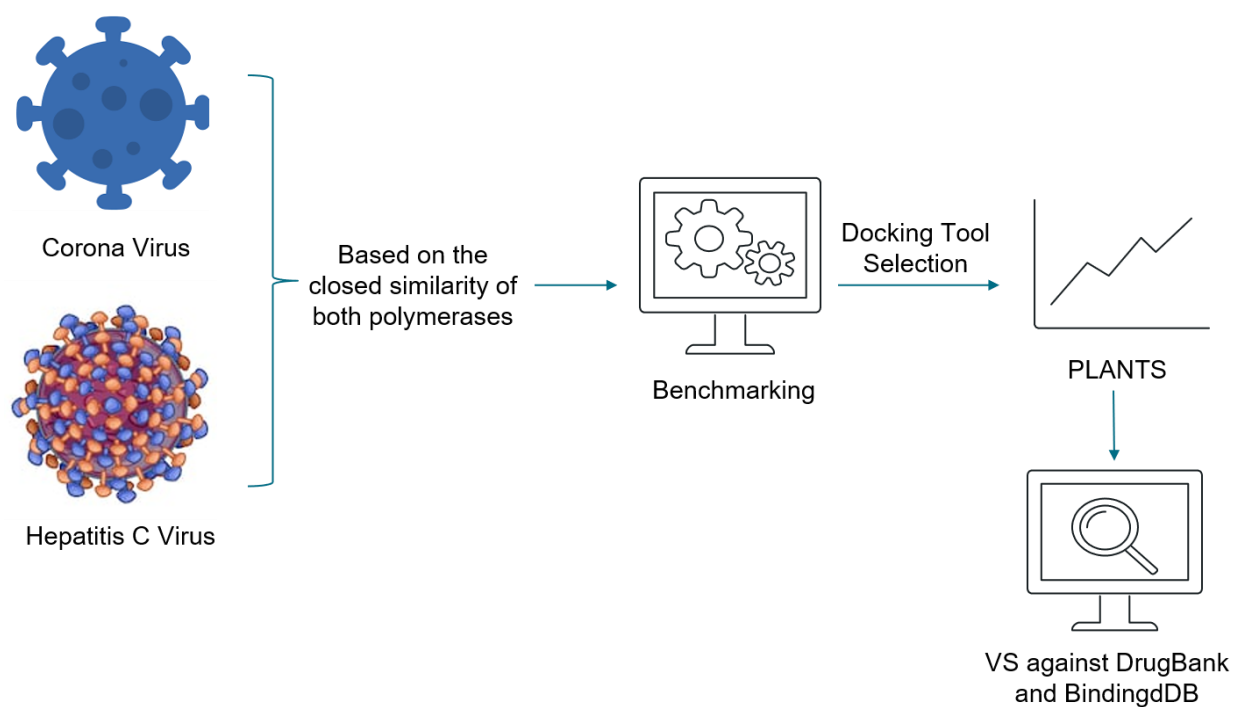 Corona Virus
Hepatitis C Virus
Based on the
closed similarity of
both polymerases
Benchmarking
Docking Tool
Selection
PLANTS
VS against DrugBank
and BindingdDB